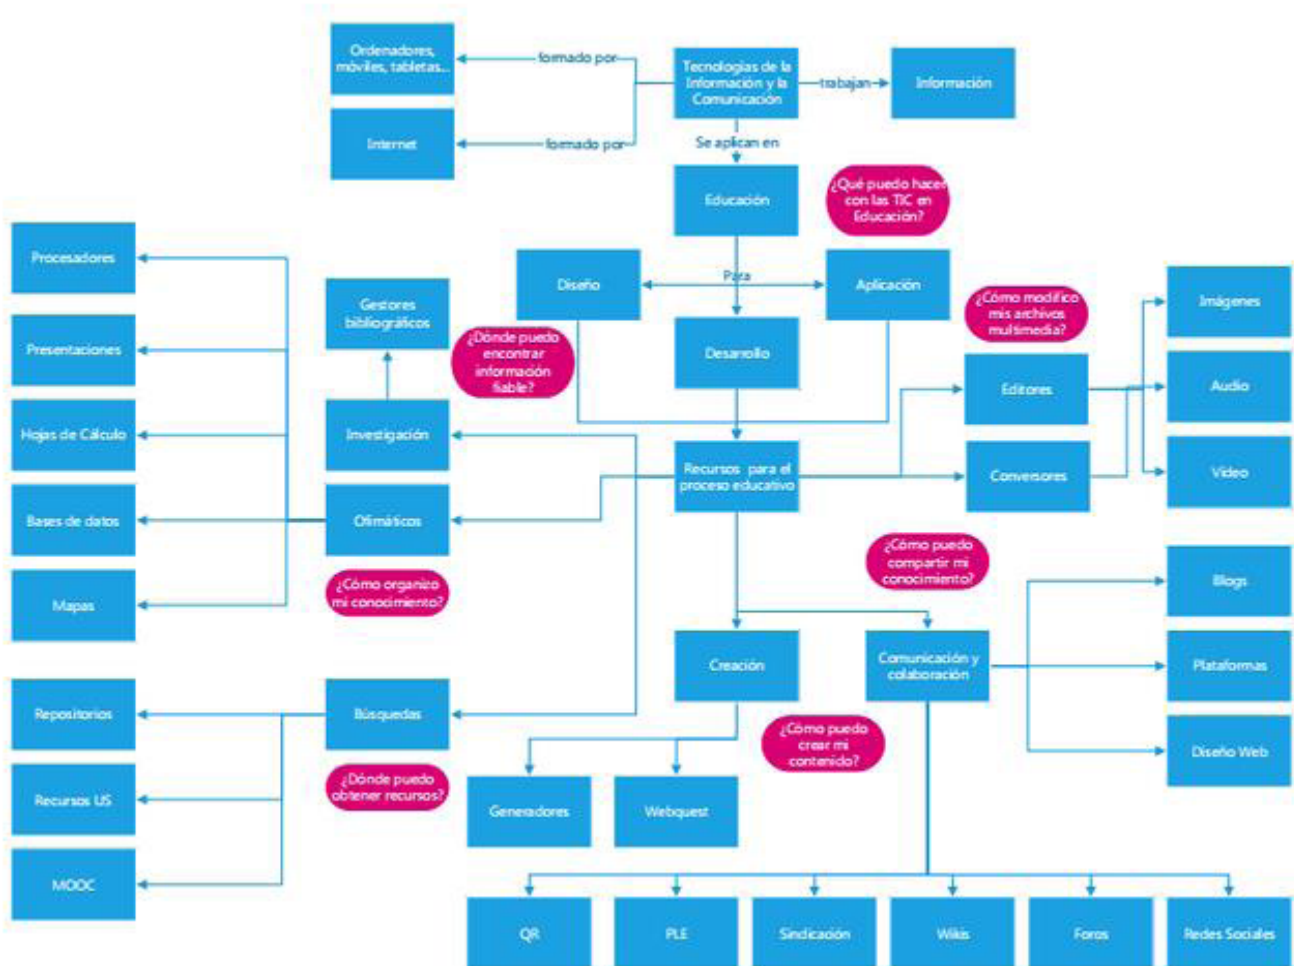 Ordenadores,
móviles, tabletas...
formado por
Tecnologías de la
Información y la
Comunicación
trabajan
Información
Internet
formado por
Se aplican en
Educación
¿Qué puedo hacer
con las TIC en
Educación?
Procesadores
Diseño
Para
Aplicación
Gestores
bibliográficos
¿Cómo modifico
mis archivos
multimedia?
Imágenes
Presentaciones
¿Dónde puedo
encontrar
información
fiable?
Desarrollo
Editores
Audio
Hojas de Cálculo
Investigación
Recursos para el
proceso educativo
Conversores
Vídeo
Bases de datos
Ofimáticos
¿Cómo organizo
mi conocimiento?
¿Cómo puedo
compartir mi
conocimiento?
Blogs
Mapas
Creación
Comunicación y
colaboración
Plataformas
Repositorios
Búsquedas
¿Cómo puedo
crear mi
contenido?
Diseño Web
¿Dónde puedo
obtener recursos?
Recursos US
Generadores
Webquest
MOOC
QR
PLE
Sindicación
Wikis
Foros
Redes Sociales